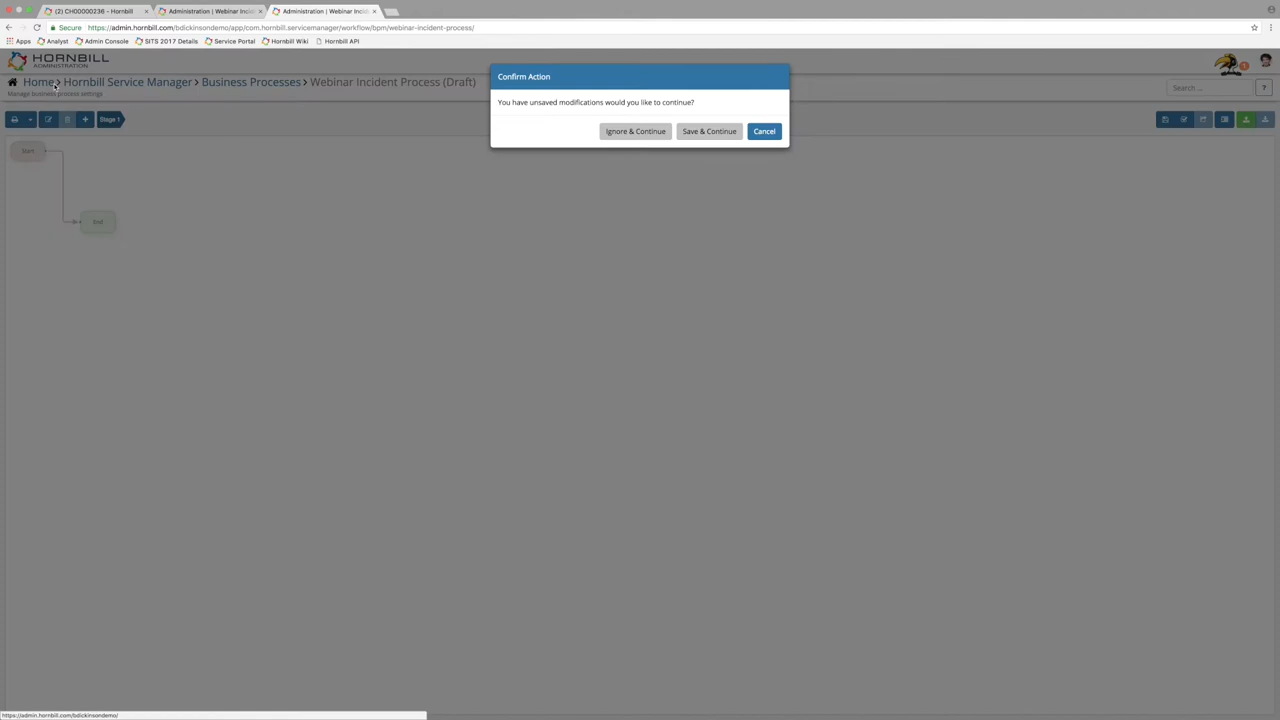 (2) CH00000236 - Hornbill
Administration | Webinar Incid
Administration | Webinar Incid
Secure https://admin.hornbill.com/bdickinsondemo/app/com.hornbill.servicemanager/workflow/bpm/webinar-incident-process/
Apps Analyst Admin Console SITS 2017 Details Service Portal Hornbill Wiki Hornbill API
HORNBILL
ADMINISTRATION
1
Home > Hornbill Service Manager > Business Processes > Webinar Incident Process (Draft)
Manage business process settings
Search ...
?
Confirm Action
You have unsaved modifications would you like to continue?
Ignore & Continue
Save & Continue
Cancel
Stage 1
Start
End
https://admin.hornbill.com/bdickinsondemo/